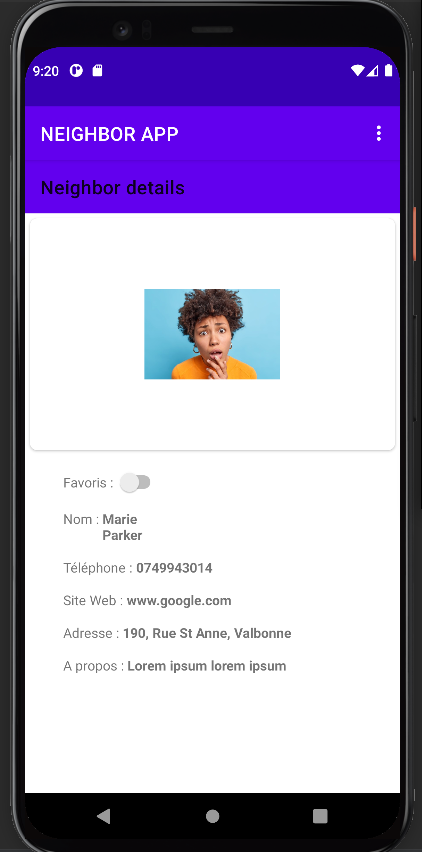 9:20
NEIGHBOR APP
Neighbor details
Favoris :
Nom : Marie
Parker
Téléphone : 0749943014
Site Web : www.google.com
Adresse : 190, Rue St Anne, Valbonne
A propos : Lorem ipsum lorem ipsum